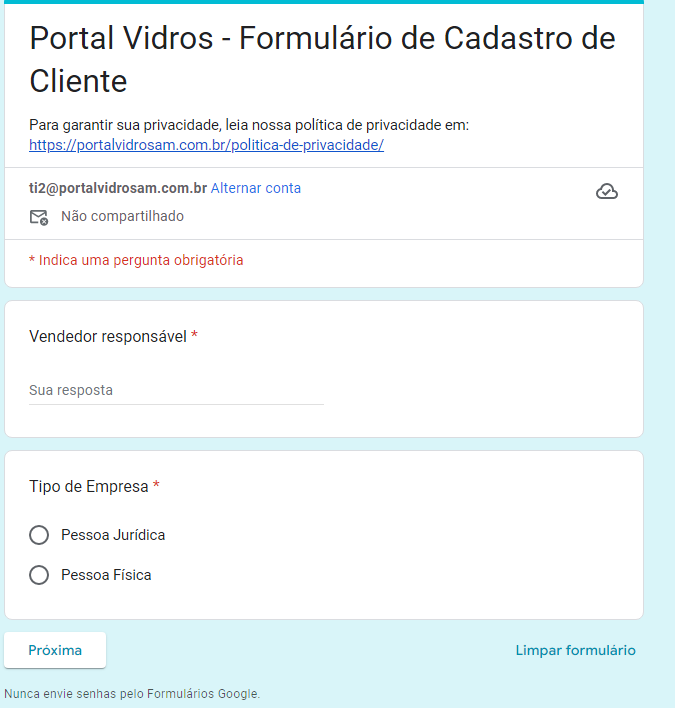 Portal Vidros - Formulário de Cadastro de
Cliente
Para garantir sua privacidade, leia nossa política de privacidade em:
https://portalvidrosam.com.br/politica-de-privacidade/
ti2@portalvidrosam.com.br Alternar conta
Não compartilhado
* Indica uma pergunta obrigatória
Vendedor responsável *
Sua resposta
Tipo de Empresa *
Pessoa Jurídica
Pessoa Física
Próxima
Limpar formulário
Nunca envie senhas pelo Formulários Google.